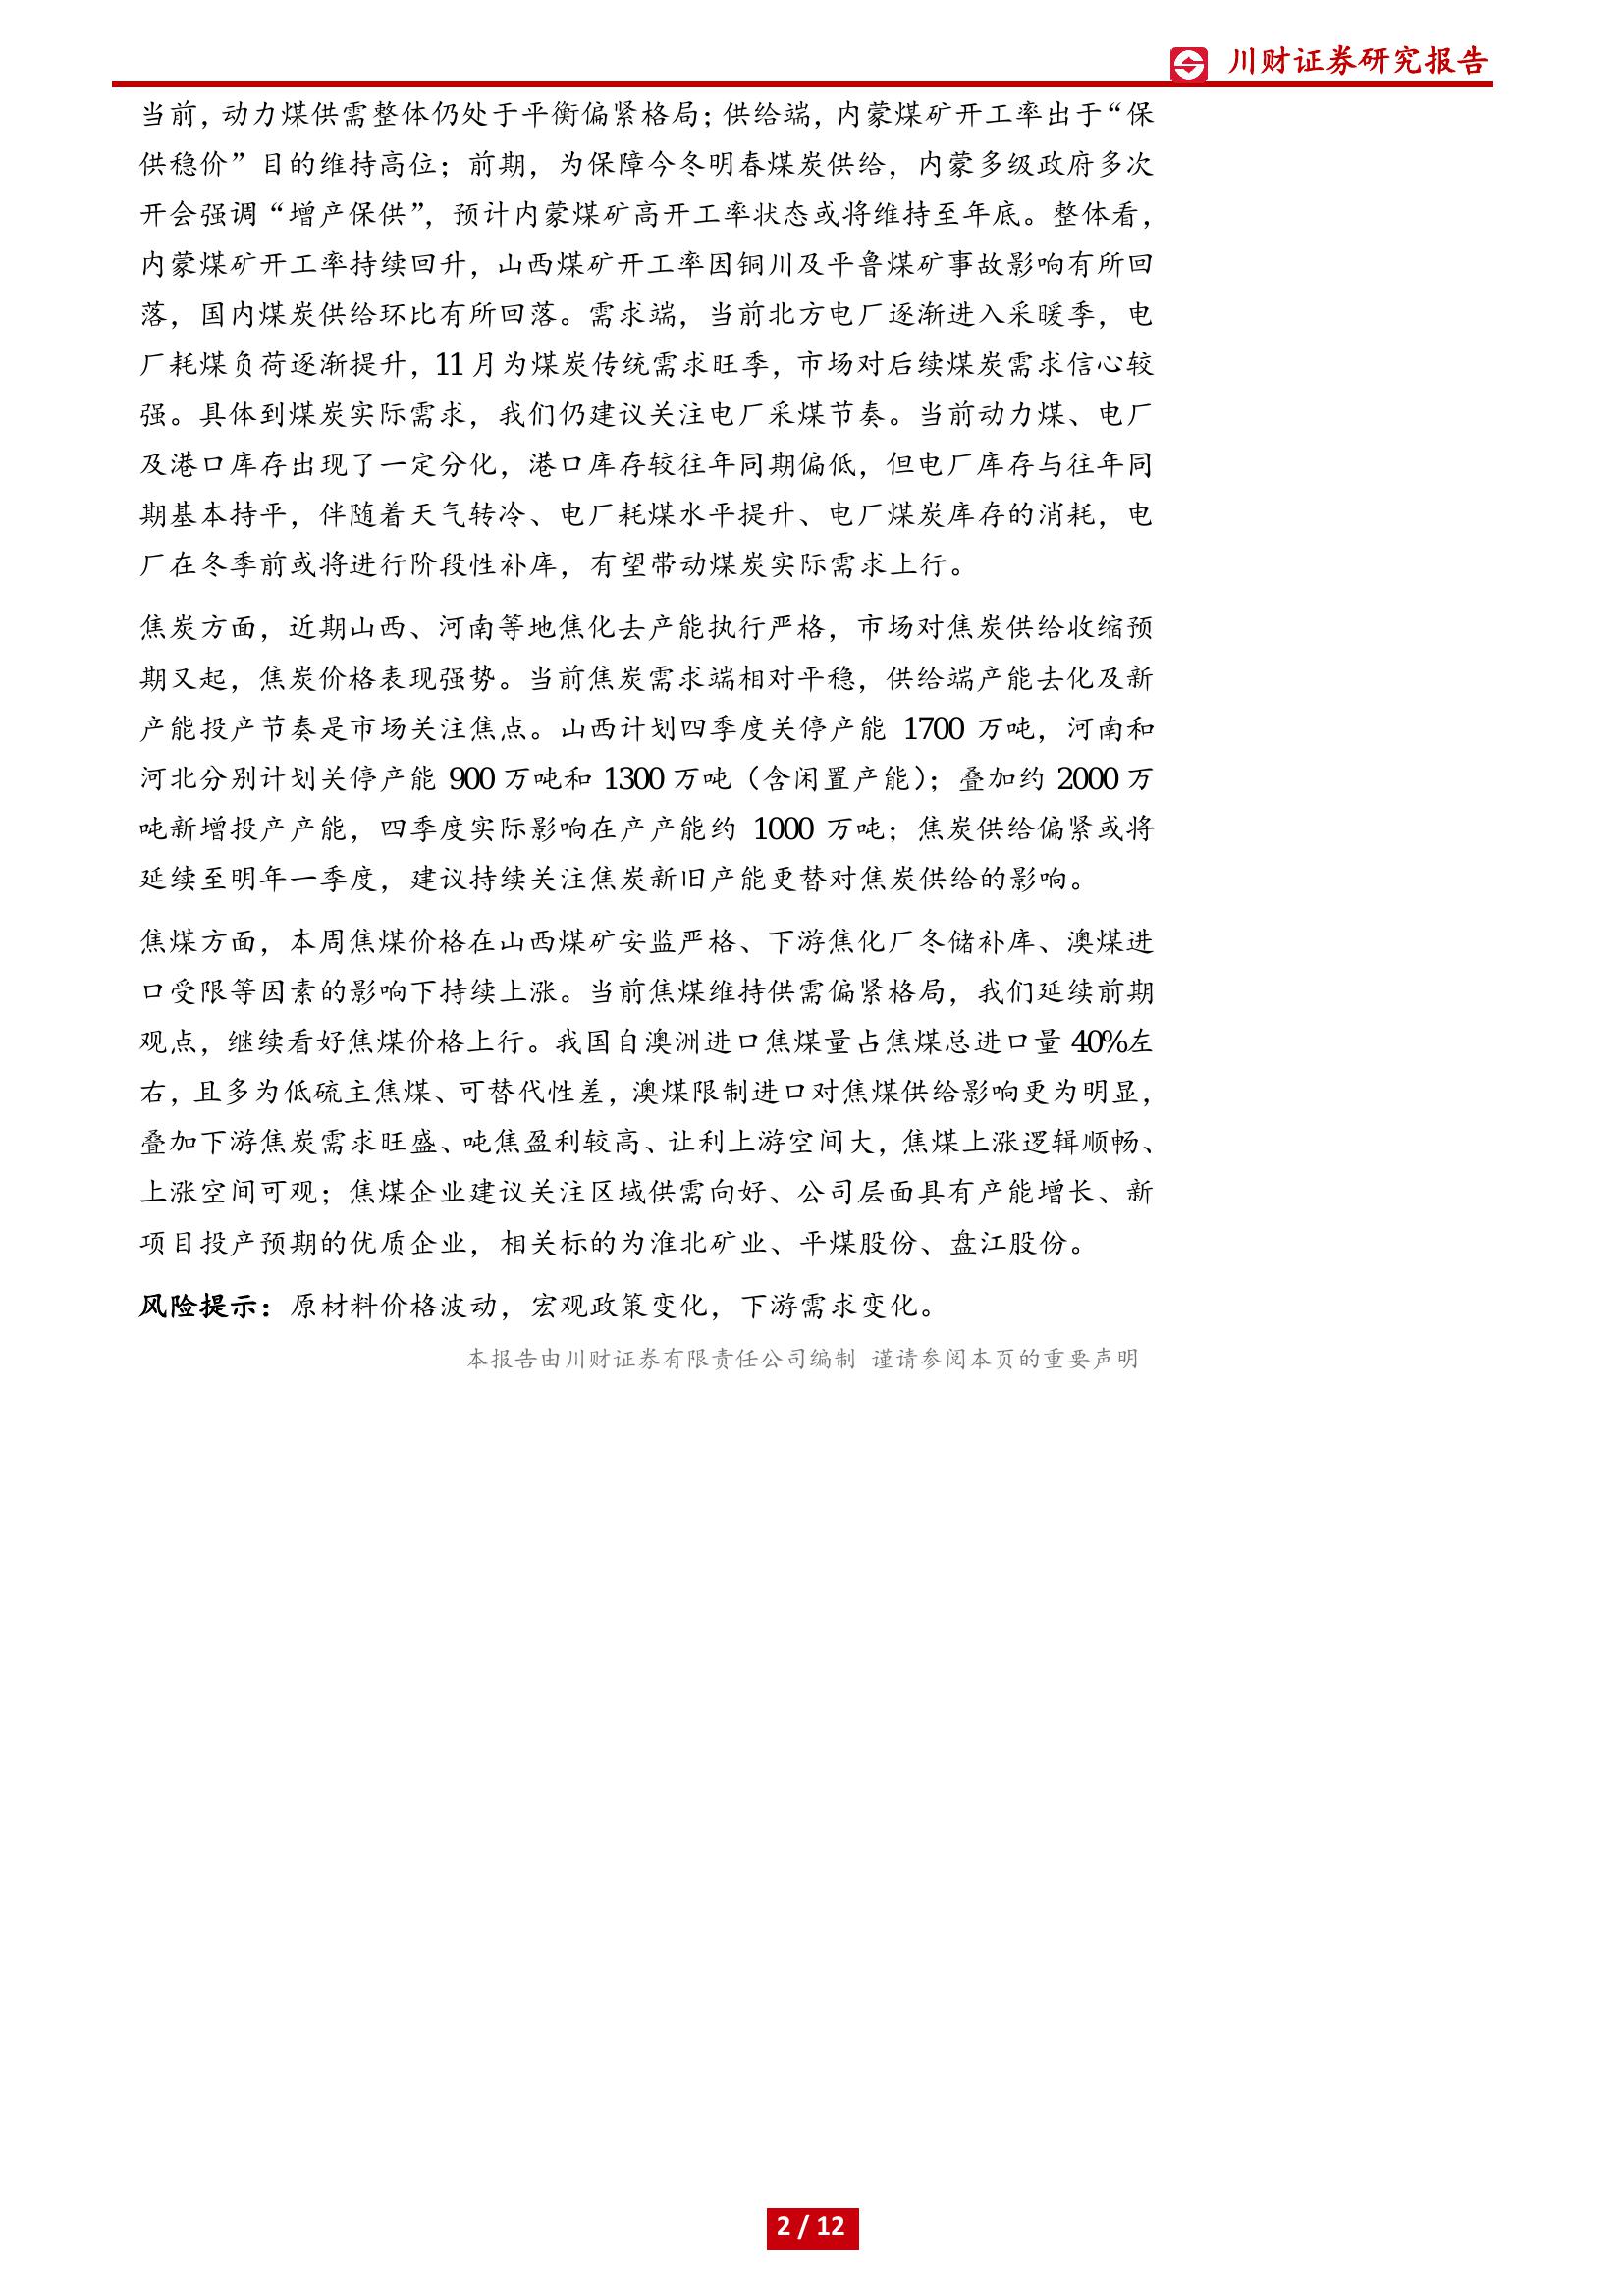 川财证券研究报告
当前，动力煤供需整体仍处于平衡偏紧格局；供给端，内蒙煤矿开工率出于“保
供稳价”目的维持高位；前期，为保障今冬明春煤炭供给，内蒙多级政府多次
开会强调“增产保供”，预计内蒙煤矿高开工率状态或将维持至年底。整体看，
内蒙煤矿开工率持续回升，山西煤矿开工率因铜川及平鲁煤矿事故影响有所回
落，国内煤炭供给环比有所回落。需求端，当前北方电厂逐渐进入采暖季，电
厂耗煤负荷逐渐提升，11 月为煤炭传统需求旺季，市场对后续煤炭需求信心较
强。具体到煤炭实际需求，我们仍建议关注电厂采煤节奏。当前动力煤、电厂
及港口库存出现了一定分化，港口库存较往年同期偏低，但电厂库存与往年同
期基本持平，伴随着天气转冷、电厂耗煤水平提升、电厂煤炭库存的消耗，电
厂在冬季前或将进行阶段性补库，有望带动煤炭实际需求上行。
焦炭方面，近期山西、河南等地焦化去产能执行严格，市场对焦炭供给收缩预
期又起，焦炭价格表现强势。当前焦炭需求端相对平稳，供给端产能去化及新
产能投产节奏是市场关注焦点。山西计划四季度关停产能 1700 万吨，河南和
河北分别计划关停产能 900 万吨和 1300 万吨（含闲置产能）；叠加约 2000 万
吨新增投产产能，四季度实际影响在产产能约 1000 万吨；焦炭供给偏紧或将
延续至明年一季度，建议持续关注焦炭新旧产能更替对焦炭供给的影响。
焦煤方面，本周焦煤价格在山西煤矿安监严格、下游焦化厂冬储补库、澳煤进
口受限等因素的影响下持续上涨。当前焦煤维持供需偏紧格局，我们延续前期
观点，继续看好焦煤价格上行。我国自澳洲进口焦煤量占焦煤总进口量 40%左
右，且多为低硫主焦煤、可替代性差，澳煤限制进口对焦煤供给影响更为明显，
叠加下游焦炭需求旺盛、吨焦盈利较高、让利上游空间大，焦煤上涨逻辑顺畅、
上涨空间可观；焦煤企业建议关注区域供需向好、公司层面具有产能增长、新
项目投产预期的优质企业，相关标的为淮北矿业、平煤股份、盘江股份。
风险提示：原材料价格波动，宏观政策变化，下游需求变化。
本报告由川财证券有限责任公司编制 谨请参阅本页的重要声明
2 / 12